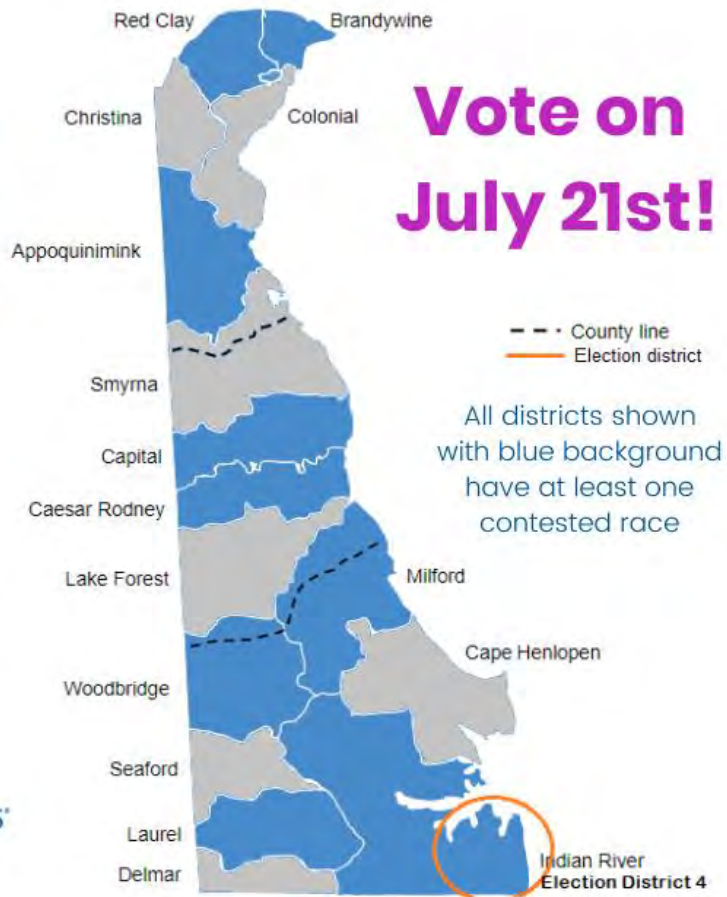 Red Clay
Brandywine
Christina
Colonial
Vote on
July 21st!
Appoquinimink
County line
Election district
Smyrna
All districts shown
with blue background
have at least one
contested race
Capital
Caesar Rodney
Lake Forest
Milford
Cape Henlopen
Woodbridge
Seaford
Laurel
Delmar
Indian River
Election District 4